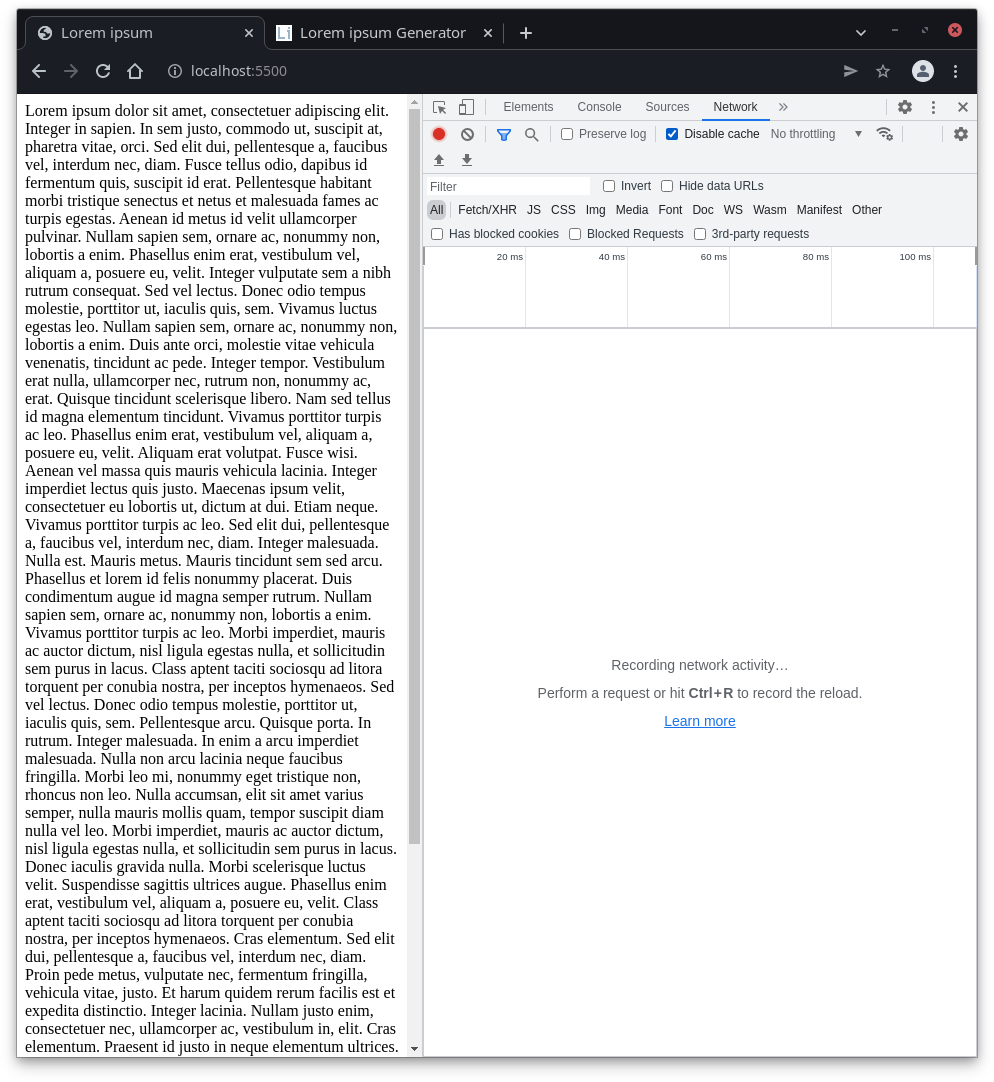 Lorem ipsum
Lorem ipsum Generator
localhost:5500
Lorem ipsum dolor sit amet, consectetuer adipiscing elit.
Integer in sapien. In sem justo, commodo ut, suscipit at,
pharetra vitae, orci. Sed elit dui, pellentesque a, faucibus
vel, interdum nec, diam. Fusce tellus odio, dapibus id
fermentum quis, suscipit id erat. Pellentesque habitant
morbi tristique senectus et netus et malesuada fames ac
turpis egestas. Aenean id metus id velit ullamcorper
pulvinar. Nullam sapien sem, ornare ac, nonummy non,
lobortis a enim. Phasellus enim erat, vestibulum vel,
aliquam a, posuere eu, velit. Integer vulputate sem a nibh
rutrum consequat. Sed vel lectus. Donec odio tempus
molestie, porttitor ut, iaculis quis, sem. Vivamus luctus
egestas leo. Nullam sapien sem, ornare ac, nonummy non,
lobortis a enim. Duis ante orci, molestie vitae vehicula
venenatis, tincidunt ac pede. Integer tempor. Vestibulum
erat nulla, ullamcorper nec, rutrum non, nonummy ac,
erat. Quisque tincidunt scelerisque libero. Nam sed tellus
id magna elementum tincidunt. Vivamus porttitor turpis
ac leo. Phasellus enim erat, vestibulum vel, aliquam a,
posuere eu, velit. Aliquam erat volutpat. Fusce wisi.
Aenean vel massa quis mauris vehicula lacinia. Integer
imperdiet lectus quis justo. Maecenas ipsum velit,
consectetuer eu lobortis ut, dictum at dui. Etiam neque.
Vivamus porttitor turpis ac leo. Sed elit dui, pellentesque
a, faucibus vel, interdum nec, diam. Integer malesuada.
Nulla est. Mauris metus. Mauris tincidunt sem sed arcu.
Phasellus et lorem id felis nonummy placerat. Duis
condimentum augue id magna semper rutrum. Nullam
sapien sem, ornare ac, nonummy non, lobortis a enim.
Vivamus porttitor turpis ac leo. Morbi imperdiet, mauris
ac auctor dictum, nisl ligula egestas nulla, et sollicitudin
sem purus in lacus. Class aptent taciti sociosqu ad litora
torquent per conubia nostra, per inceptos hymenaeos. Sed
vel lectus. Donec odio tempus molestie, porttitor ut,
iaculis quis, sem. Pellentesque arcu. Quisque porta. In
rutrum. Integer malesuada. In enim a arcu imperdiet
malesuada. Nulla non arcu lacinia neque faucibus
fringilla. Morbi leo mi, nonummy eget tristique non,
rhoncus non leo. Nulla accumsan, elit sit amet varius
semper, nulla mauris mollis quam, tempor suscipit diam
nulla vel leo. Morbi imperdiet, mauris ac auctor dictum,
nisl ligula egestas nulla, et sollicitudin sem purus in lacus.
Donec iaculis gravida nulla. Morbi scelerisque luctus
velit. Suspendisse sagittis ultrices augue. Phasellus enim
erat, vestibulum vel, aliquam a, posuere eu, velit. Class
aptent taciti sociosqu ad litora torquent per conubia
nostra, per inceptos hymenaeos. Cras elementum. Sed elit
dui, pellentesque a, faucibus vel, interdum nec, diam.
Proin pede metus, vulputate nec, fermentum fringilla,
vehicula vitae, justo. Et harum quidem rerum facilis est et
expedita distinctio. Integer lacinia. Nullam justo enim,
consectetuer nec, ullamcorper ac, vestibulum in, elit. Cras
elementum. Praesent id justo in neque elementum ultrices.
Elements Console Sources Network
Preserve log Disable cache No throttling
Filter Invert Hide data URLs
All Fetch/XHR JS CSS Img Media Font Doc WS Wasm Manifest Other
Has blocked cookies Blocked Requests 3rd-party requests
20 ms 40 ms 60 ms 80 ms 100 ms
Recording network activity…
Perform a request or hit Ctrl+R to record the reload.
Learn more